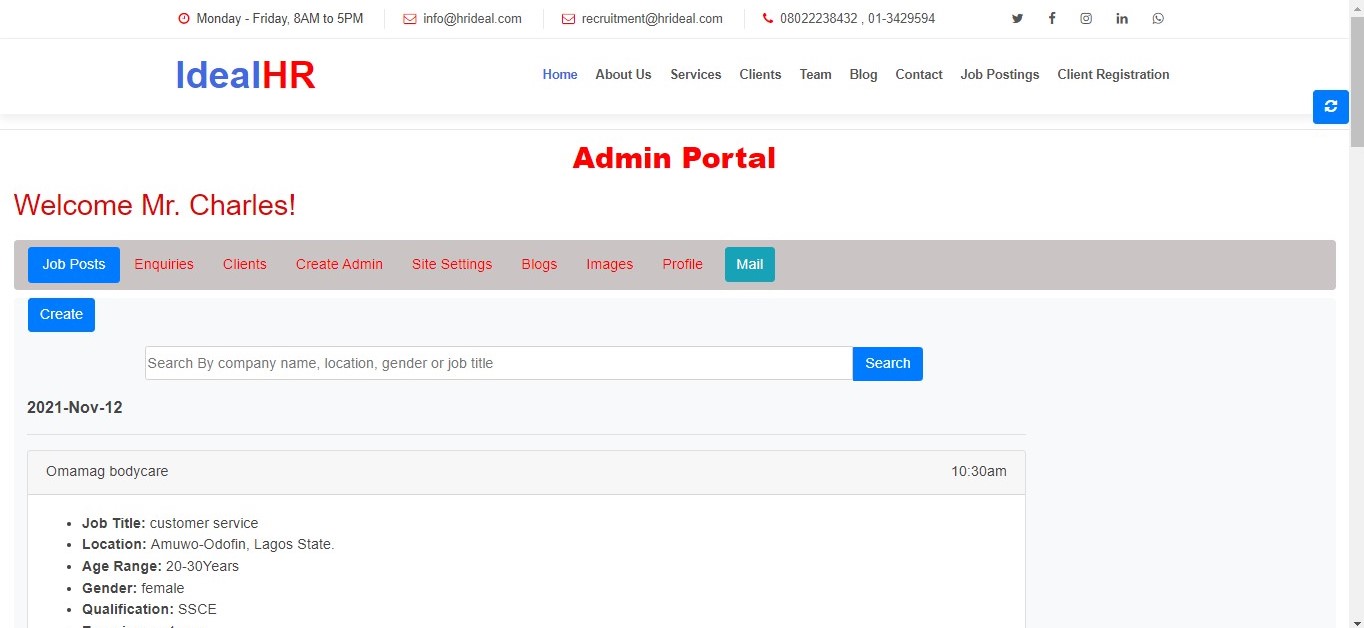 Monday - Friday, 8AM to 5PM info@hrideal.com recruitment@hrideal.com 08022238432 , 01-3429594
IdealHR Home About Us Services Clients Team Blog Contact Job Postings Client Registration
Admin Portal
Welcome Mr. Charles!
Job Posts Enquiries Clients Create Admin Site Settings Blogs Images Profile Mail
Create
Search By company name, location, gender or job title Search
2021-Nov-12
Omamag bodycare 10:30am
Job Title: customer service
Location: Amuwo-Odofin, Lagos State.
Age Range: 20-30Years
Gender: female
Qualification: SSCE